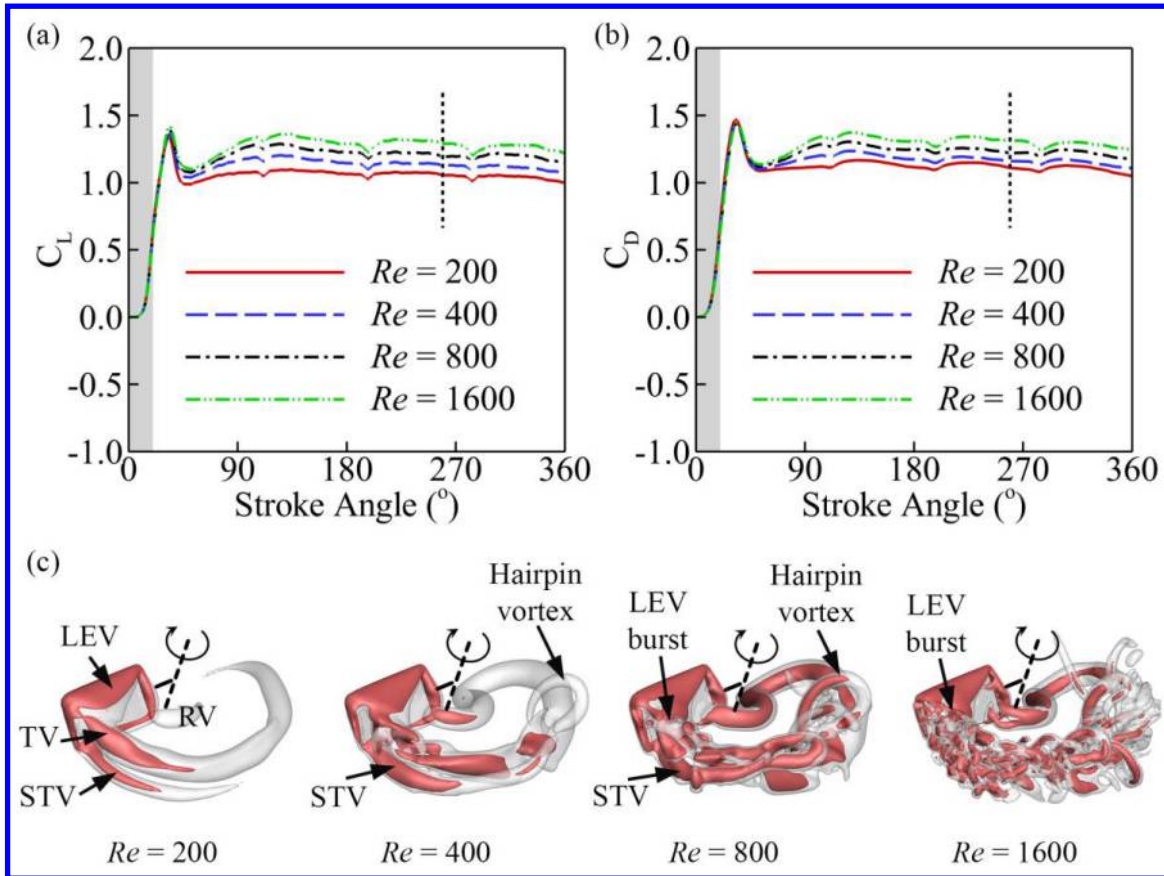 (a)
2.0
1.5
1.0
0.5
0.0
-0.5
-1.0
C_L
Re = 200
Re = 400
Re = 800
Re = 1600
0 90 180 270 360
Stroke Angle (°)
(b)
2.0
1.5
1.0
0.5
0.0
-0.5
-1.0
C_D
Re = 200
Re = 400
Re = 800
Re = 1600
0 90 180 270 360
Stroke Angle (°)
(c)
LEV
RV
TV
STV
Re = 200
Hairpin
vortex
STV
Re = 400
LEV
burst
Hairpin
vortex
STV
Re = 800
LEV
burst
Re = 1600